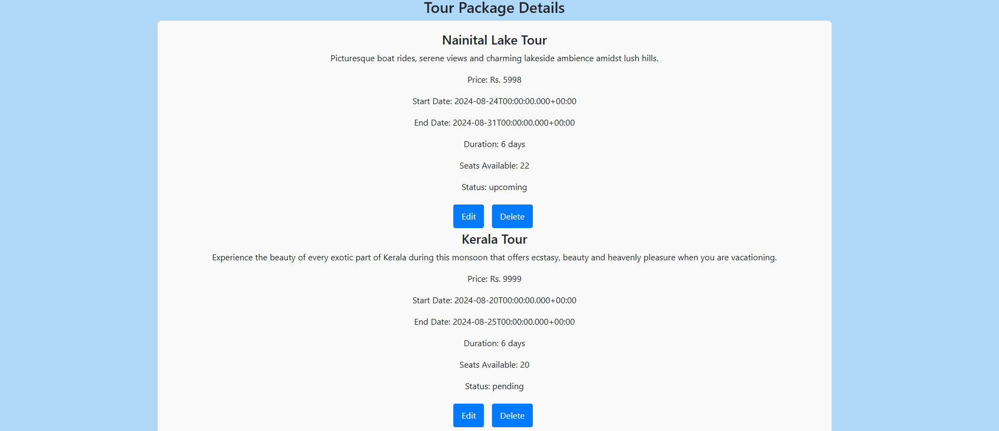 Tour Package Details
Nainital Lake Tour
Picturesque boat rides, serene views and charming lakeside ambience amidst lush hills.
Price: Rs. 5998
Start Date: 2024-08-24T00:00:00.000+00:00
End Date: 2024-08-31T00:00:00.000+00:00
Duration: 6 days
Seats Available: 22
Status: upcoming
Edit Delete
Kerala Tour
Experience the beauty of every exotic part of Kerala during this monsoon that offers ecstasy, beauty and heavenly pleasure when you are vacationing.
Price: Rs. 9999
Start Date: 2024-08-20T00:00:00.000+00:00
End Date: 2024-08-25T00:00:00.000+00:00
Duration: 6 days
Seats Available: 20
Status: pending
Edit Delete